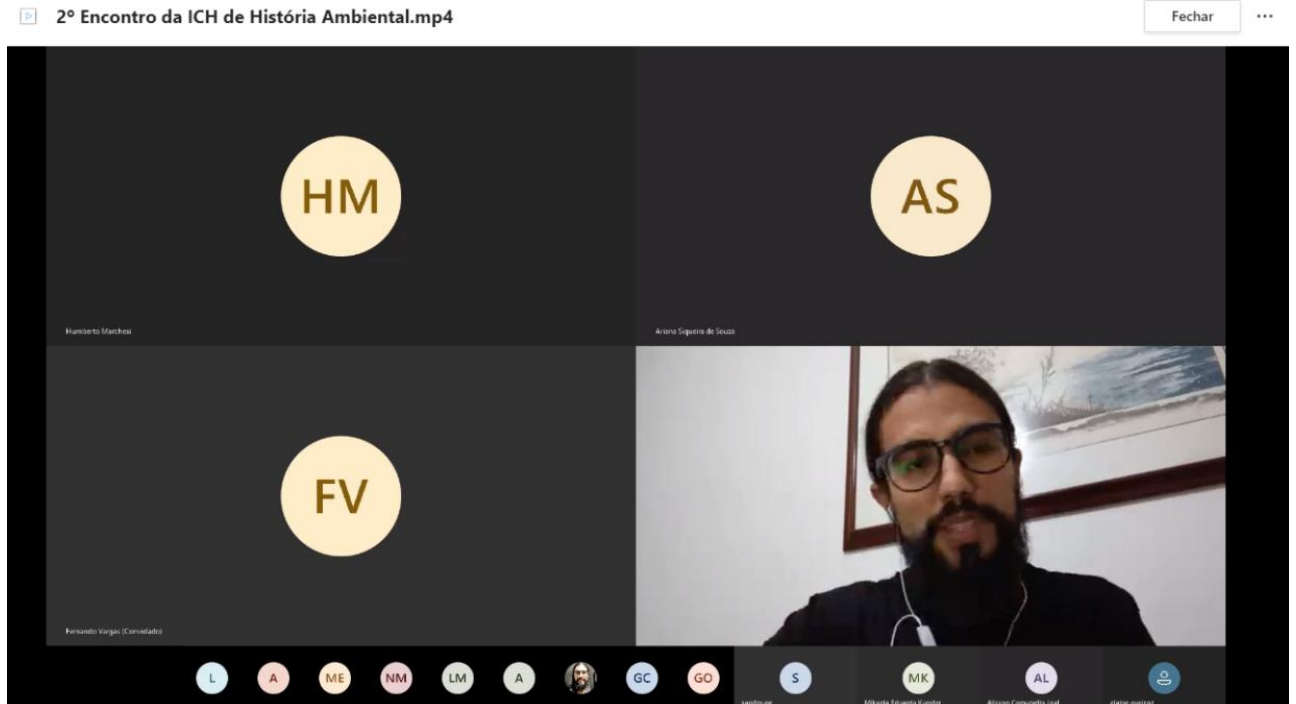 2º Encontro da ICH de História Ambiental.mp4
Fechar
HM
AS
Humberto Marchesi
Ariana Siqueira de Souza
FV
Fernando Vargas (Convidado)
L
A
ME
NM
LM
A
GC
GO
S
MK
AL